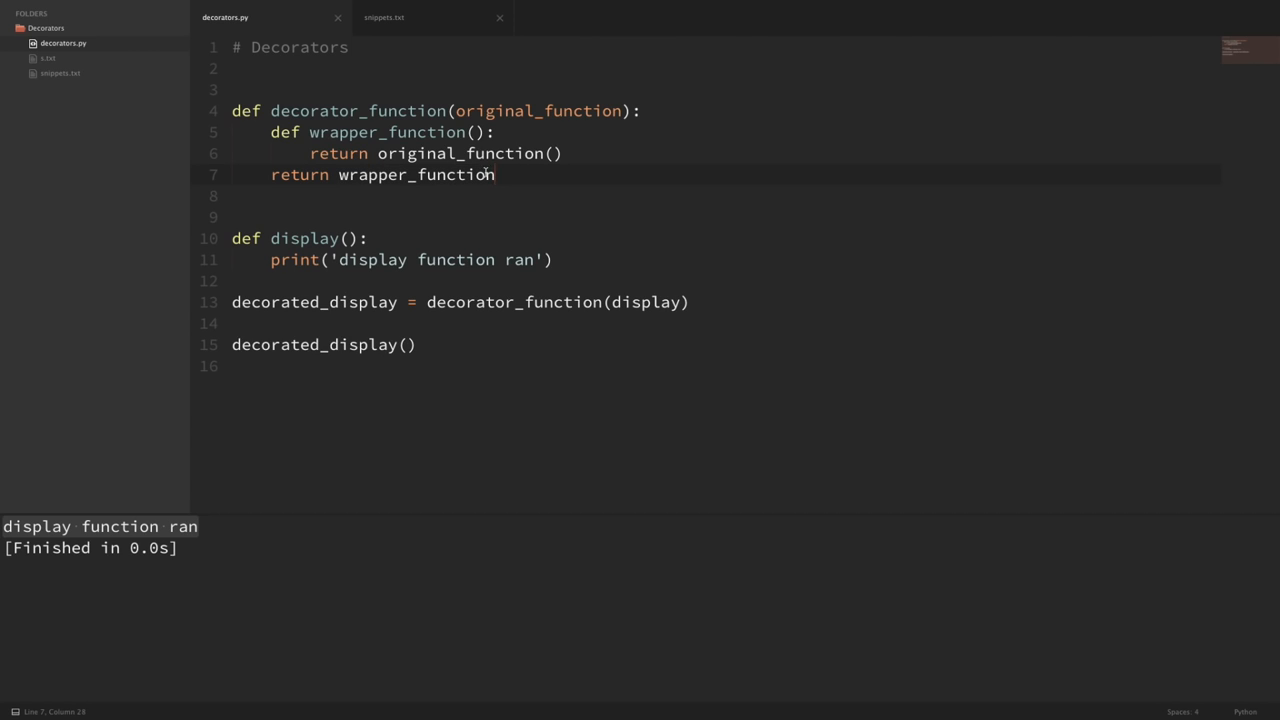 FOLDERS
Decorators
decorators.py
s.txt
snippets.txt
decorators.py
snippets.txt
1 # Decorators
2
3
4 def decorator_function(original_function):
5     def wrapper_function():
6         return original_function()
7     return wrapper_function
8
9
10 def display():
11     print('display function ran')
12
13 decorated_display = decorator_function(display)
14
15 decorated_display()
16
display function ran
[Finished in 0.0s]
Line 7, Column 28
Spaces: 4
Python